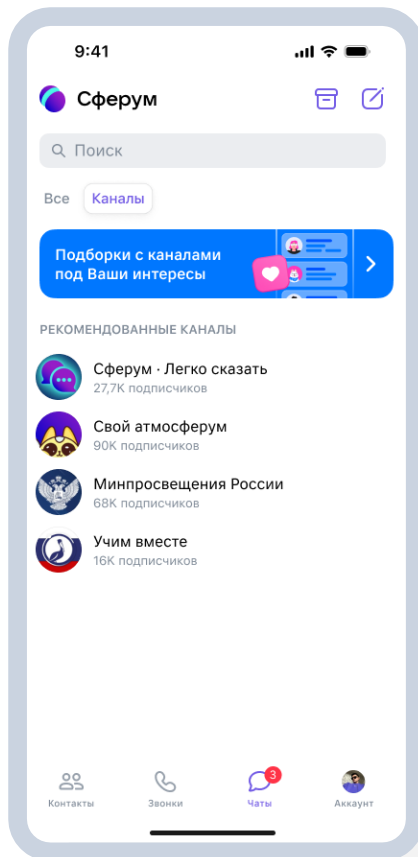 9:41
Сферум
Поиск
Все Каналы
Подборки с каналами
под Ваши интересы
РЕКОМЕНДОВАННЫЕ КАНАЛЫ
Сферум · Легко сказать
27,7K подписчиков
Свой атмосферум
90K подписчиков
Минпросвещения России
68K подписчиков
Учим вместе
16K подписчиков
3
Контакты Звонки Чаты Аккаунт